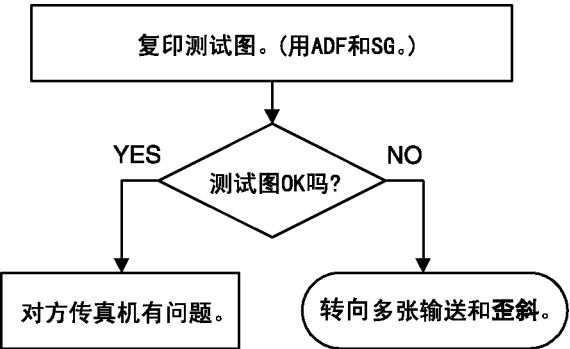 复印测试图。(用ADF和SG。)
YES
NO
测试图OK吗?
对方传真机有问题。
转向多张输送和歪斜。